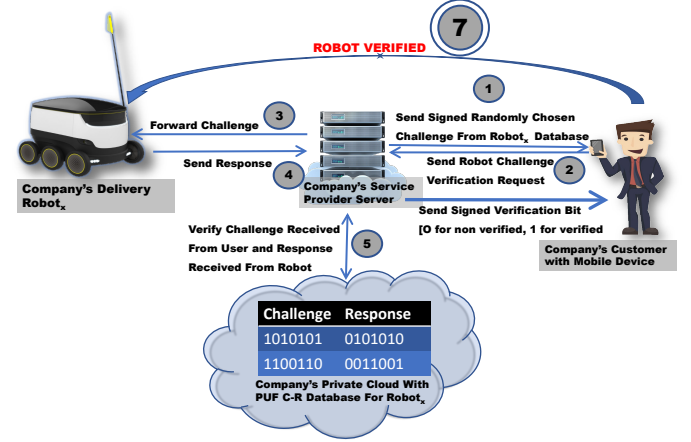 7
ROBOT VERIFIED
1
3
Forward Challenge
Send Signed Randomly Chosen
Challenge From Robotx Database
Send Response
4
Send Robot Challenge
2
Verification Request
Company's Delivery
Robotx
Company's Service
Provider Server
Send Signed Verification Bit
[O for non verified, 1 for verified
Verify Challenge Received
From User and Response
Received From Robot
5
Company's Customer
with Mobile Device
Challenge Response
1010101 0101010
1100110 0011001
Company's Private Cloud With
PUF C-R Database For Robotx